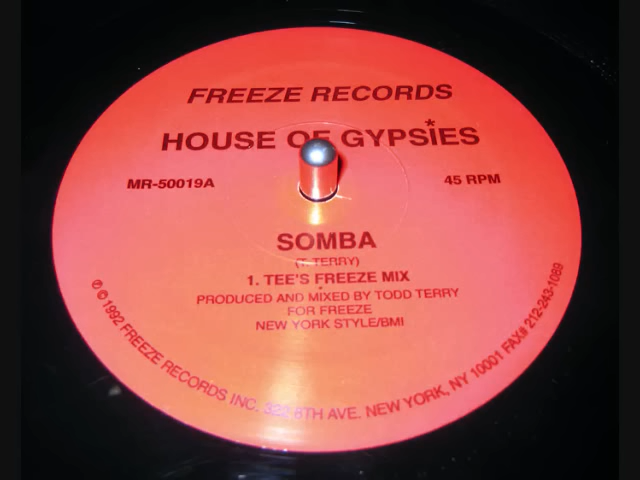 FREEZE RECORDS
HOUSE OF GYPSIES
MR-50019A
45 RPM
SOMBA
(T. TERRY)
1. TEE'S FREEZE MIX
PRODUCED AND MIXED BY TODD TERRY
FOR FREEZE
NEW YORK STYLE/BMI
℗ © 1992 FREEZE RECORDS INC. 322 8TH AVE. NEW YORK, NY 10001 FAX# 212-243-1089